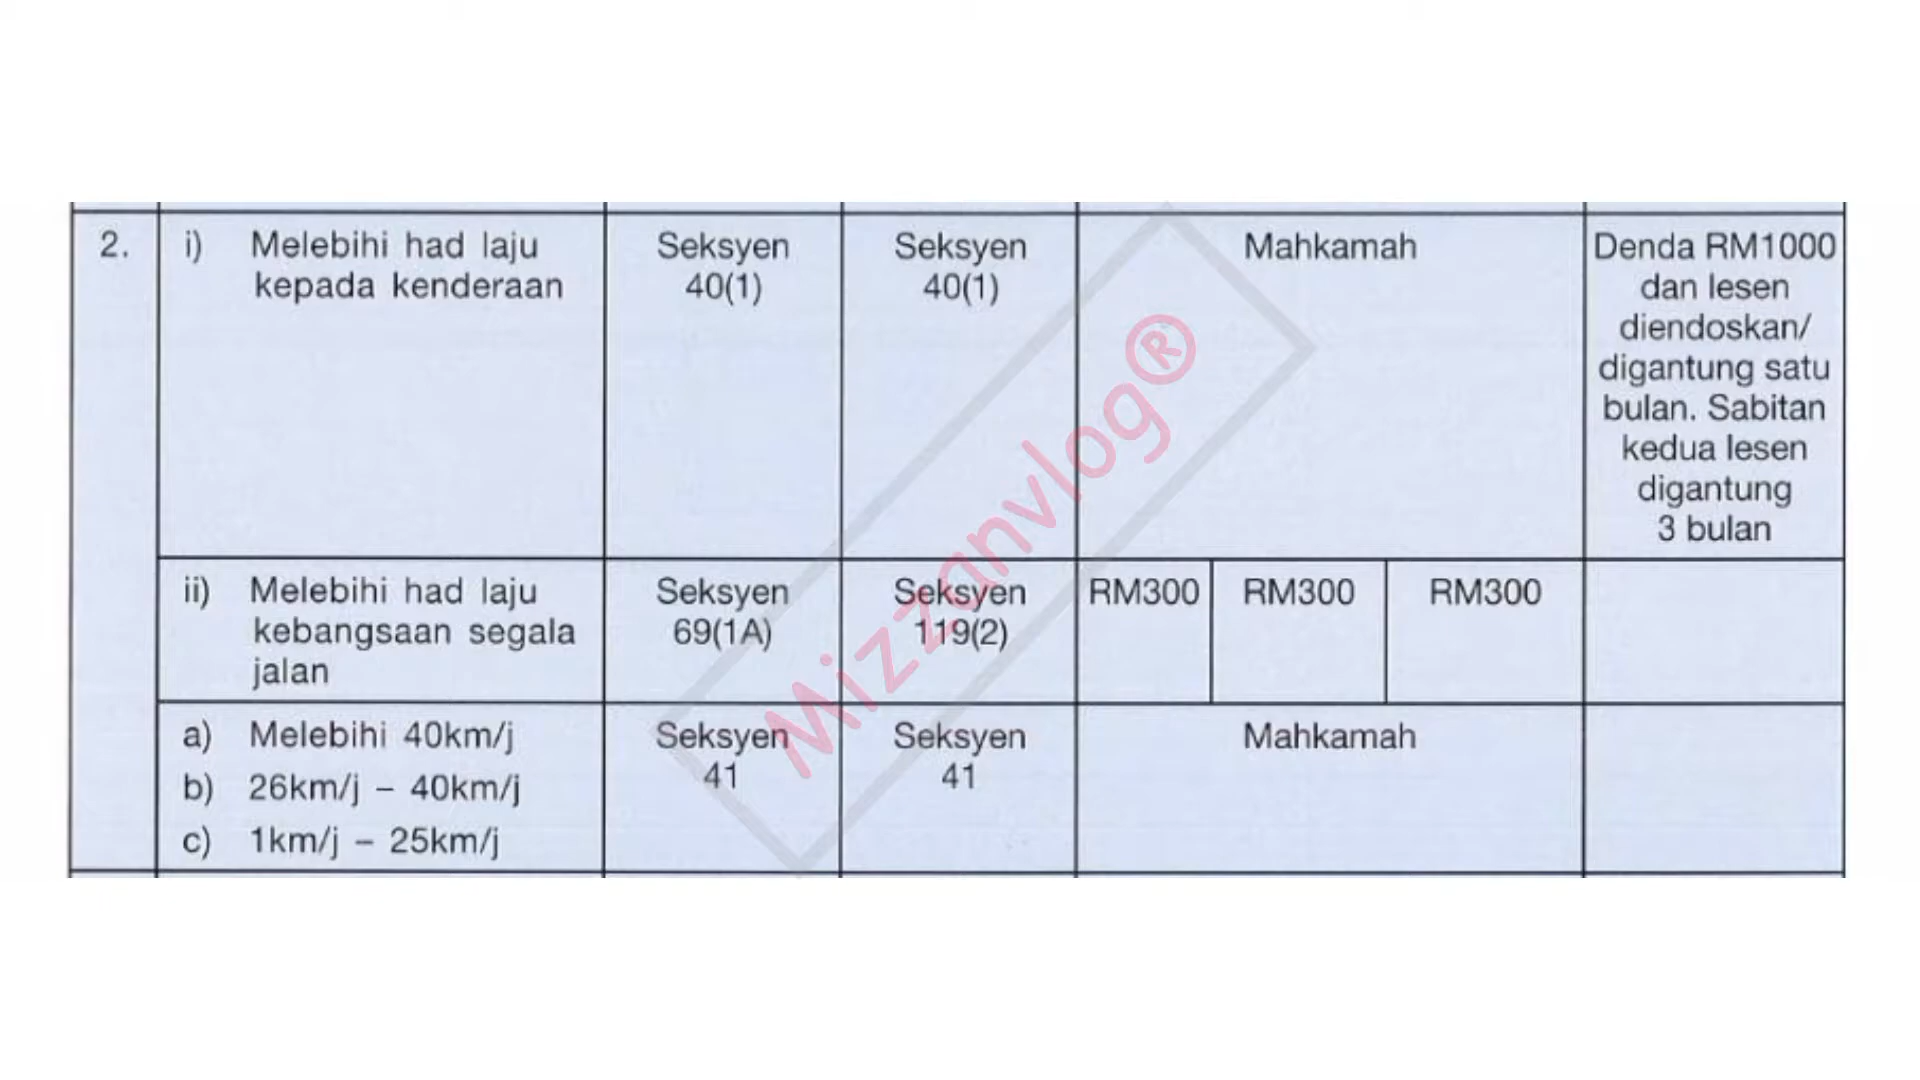 2.
i) Melebihi had laju
kepada kenderaan
Seksyen
40(1)
Seksyen
40(1)
Mahkamah
Denda RM1000
dan lesen
diendoskan/
digantung satu
bulan. Sabitan
kedua lesen
digantung
3 bulan
ii) Melebihi had laju
kebangsaan segala
jalan
Seksyen
69(1A)
Seksyen
119(2)
RM300
RM300
RM300
a) Melebihi 40km/j
b) 26km/j – 40km/j
c) 1km/j – 25km/j
Seksyen
41
Seksyen
41
Mahkamah
Mizzanvlog®